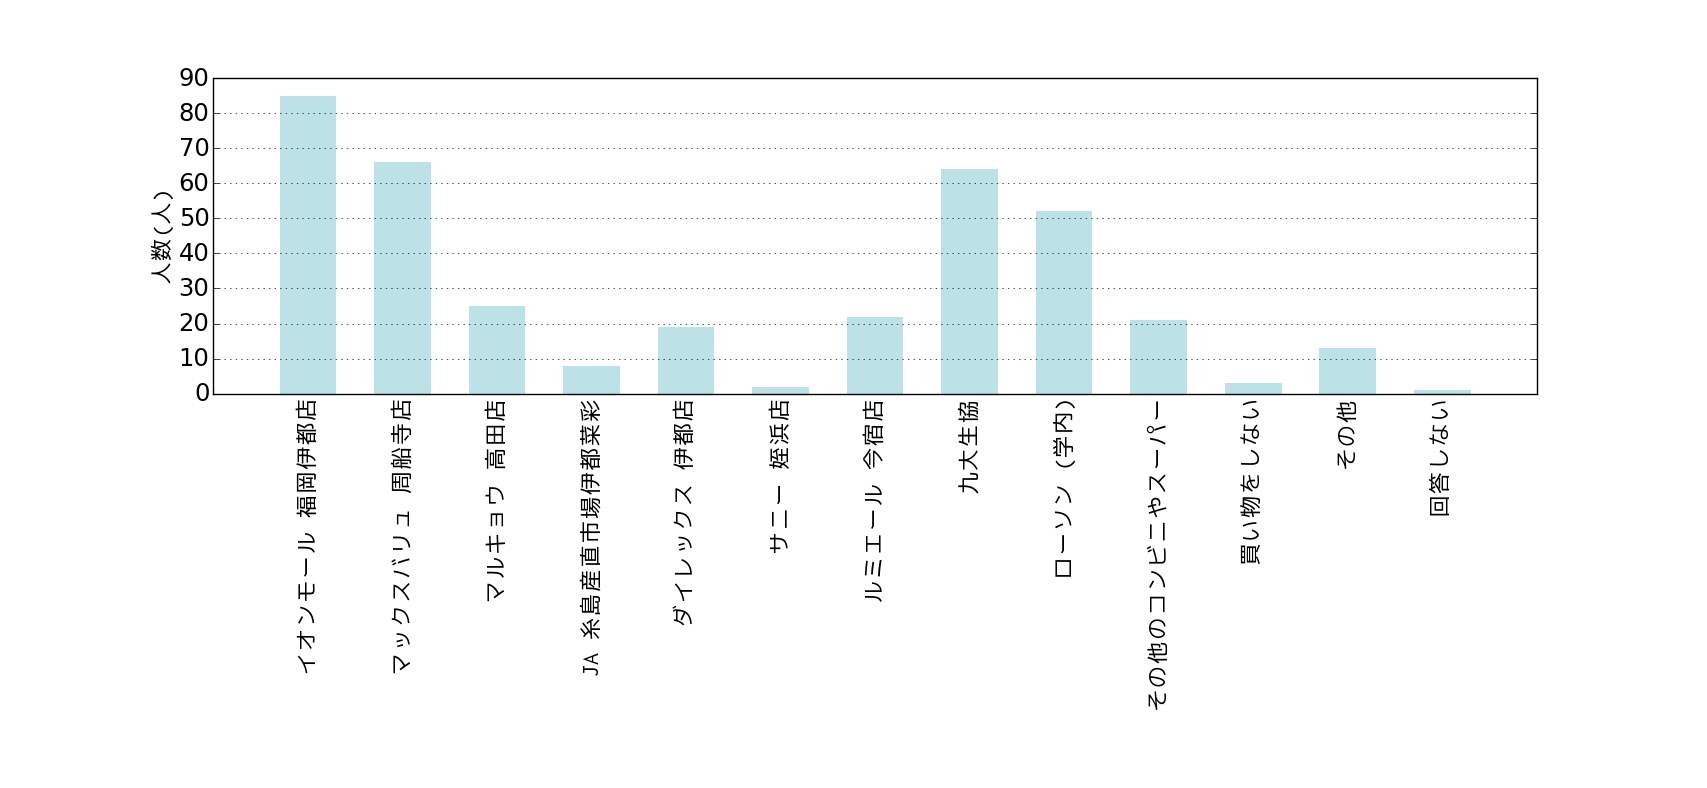 90
80
70
60
50
40
30
20
10
0
人数(人)
イオンモール 福岡伊都店
マックスバリュ 周船寺店
マルキョウ 高田店
JA 糸島産直市場伊都菜彩
ダイレックス 伊都店
サニー 姪浜店
ルミエール 今宿店
九大生協
ローソン (学内)
その他のコンビニやスーパー
買い物をしない
その他
回答しない